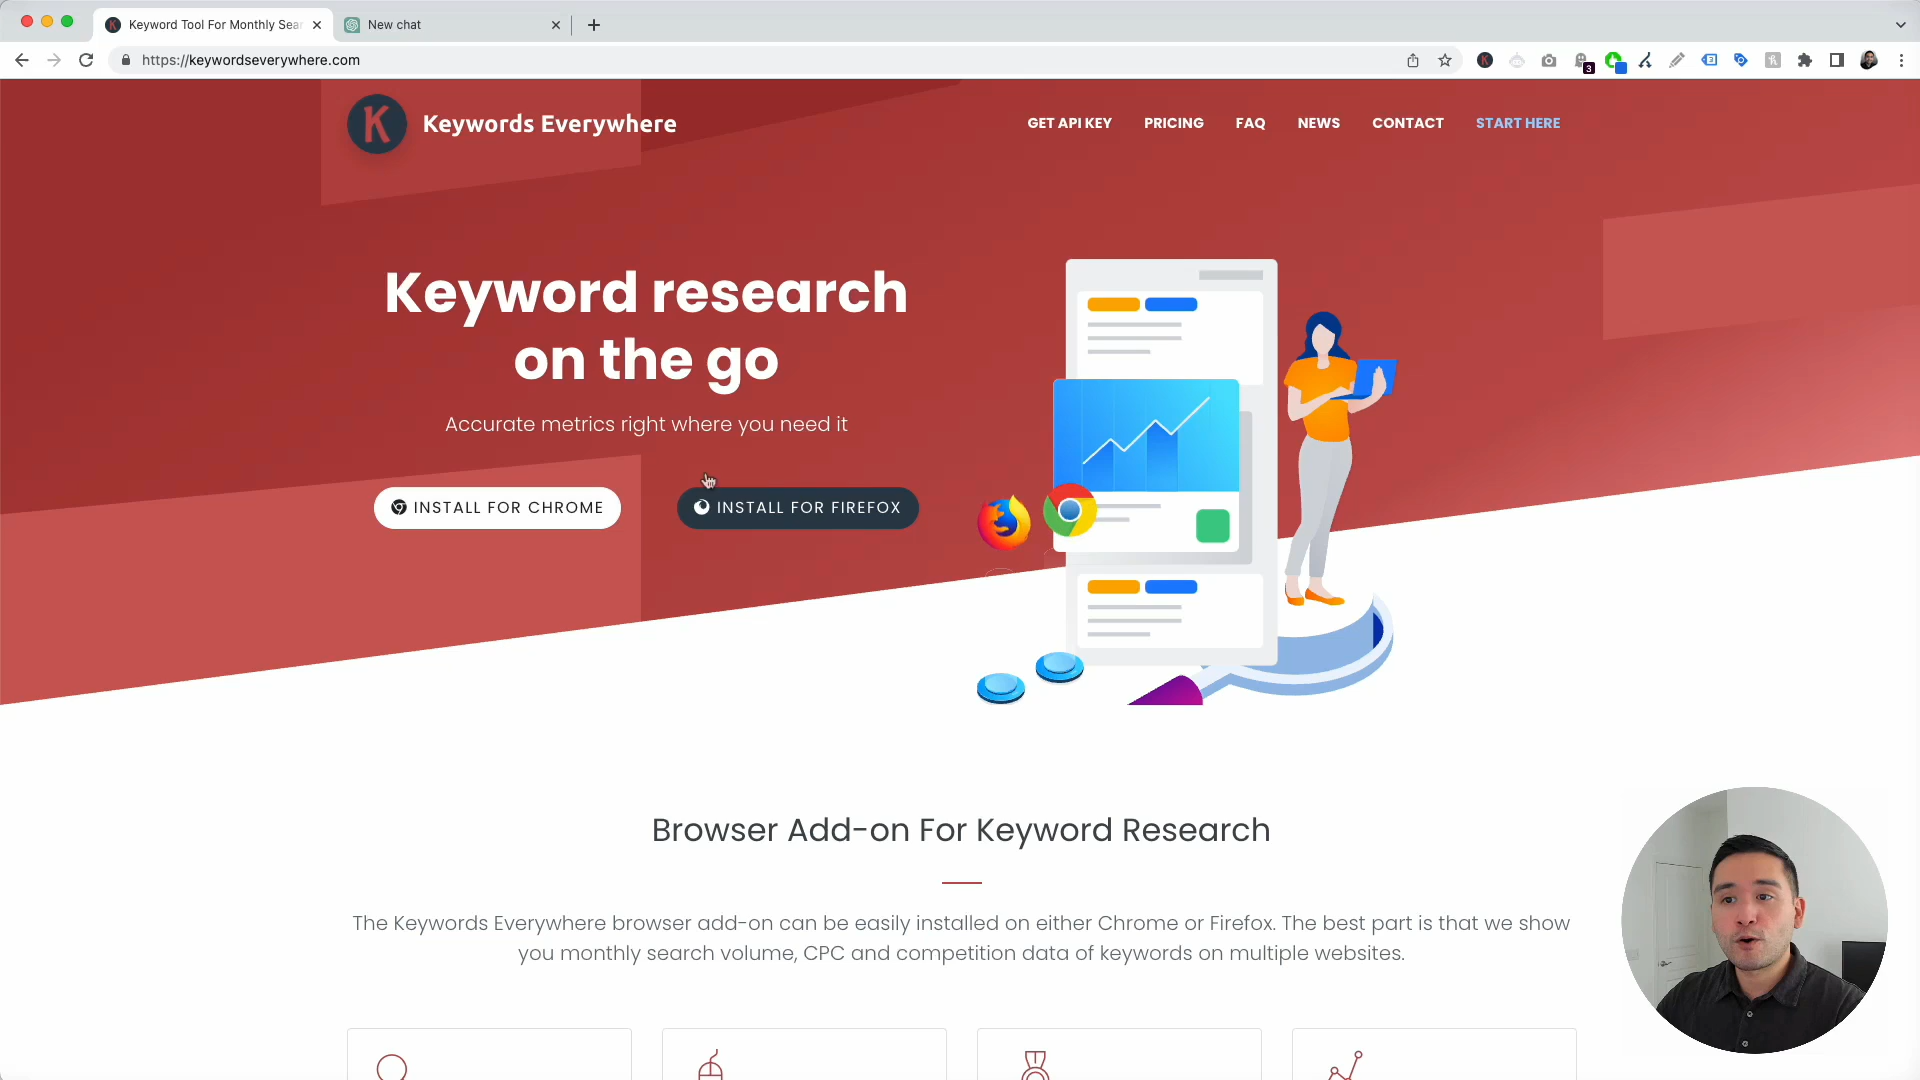 Keyword Tool For Monthly Sea
New chat
https://keywordseverywhere.com
3
K
Keywords Everywhere
GET API KEY
PRICING
FAQ
NEWS
CONTACT
START HERE
Keyword research
on the go
Accurate metrics right where you need it
INSTALL FOR CHROME
INSTALL FOR FIREFOX
Browser Add-on For Keyword Research
The Keywords Everywhere browser add-on can be easily installed on either Chrome or Firefox. The best part is that we show
you monthly search volume, CPC and competition data of keywords on multiple websites.